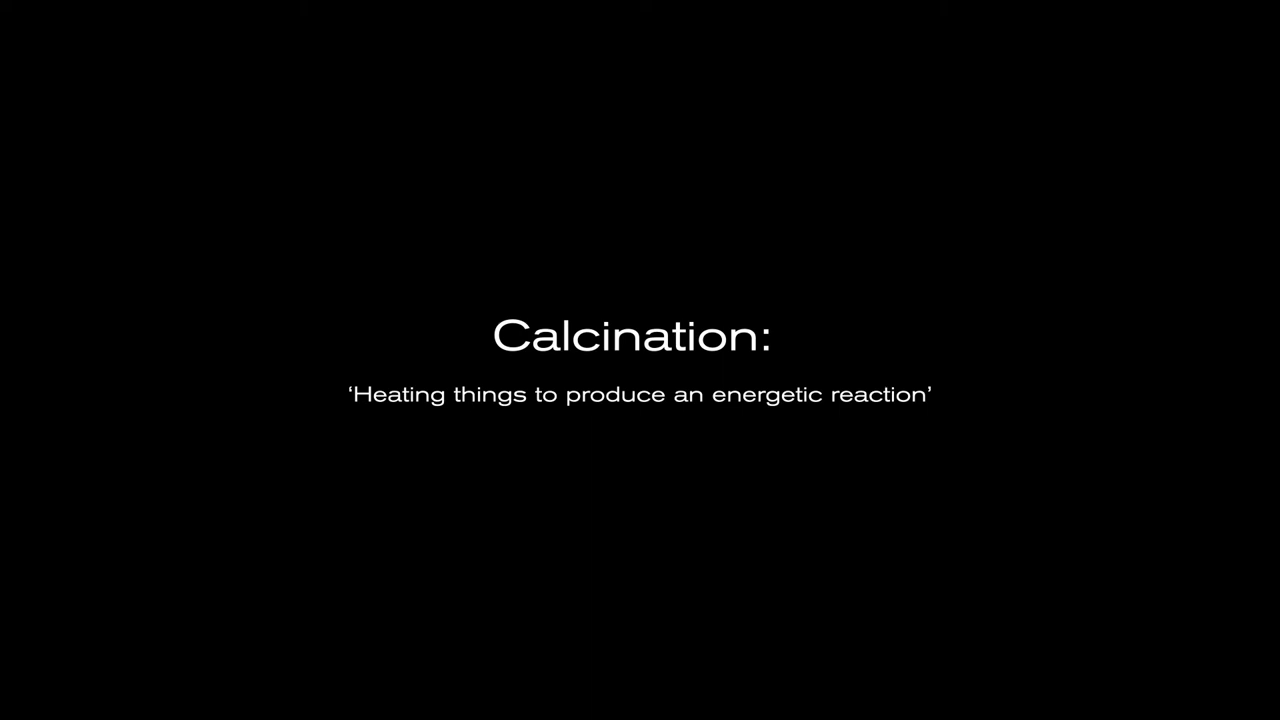 Calcination:
‘Heating things to produce an energetic reaction’